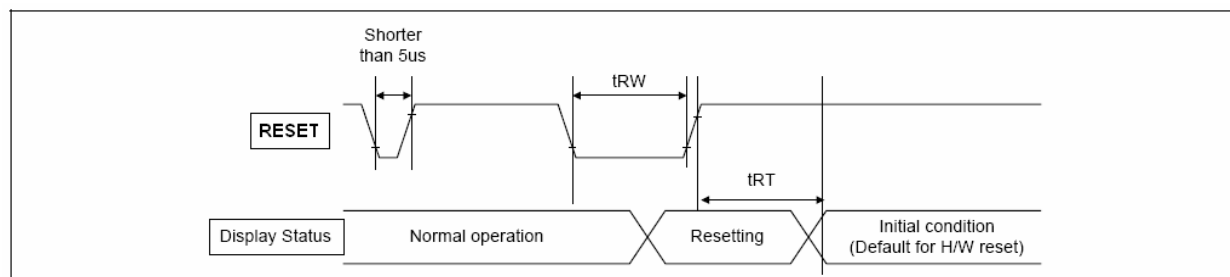 Shorter
than 5us
tRW
RESET
tRT
Display Status
Normal operation
Resetting
Initial condition
(Default for H/W reset)